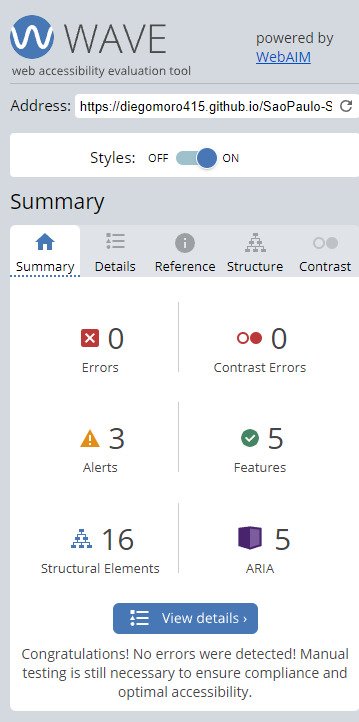 WAVE
powered by
WebAIM
web accessibility evaluation tool
Address: https://diegomoro415.github.io/SaoPaulo-S
Styles: OFF ON
Summary
Summary Details Reference Structure Contrast
0 0
Errors Contrast Errors
3 5
Alerts Features
16 5
Structural Elements ARIA
View details ›
Congratulations! No errors were detected! Manual
testing is still necessary to ensure compliance and
optimal accessibility.